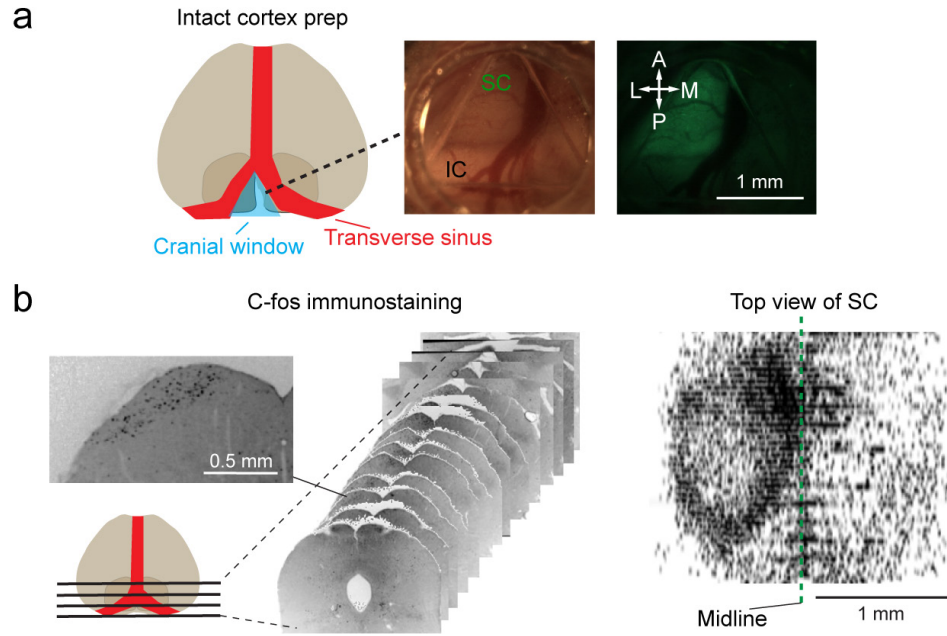 a
Intact cortex prep
SC
IC
A
L M
P
1 mm
Cranial window
Transverse sinus
b
C-fos immunostaining
Top view of SC
0.5 mm
Midline
1 mm